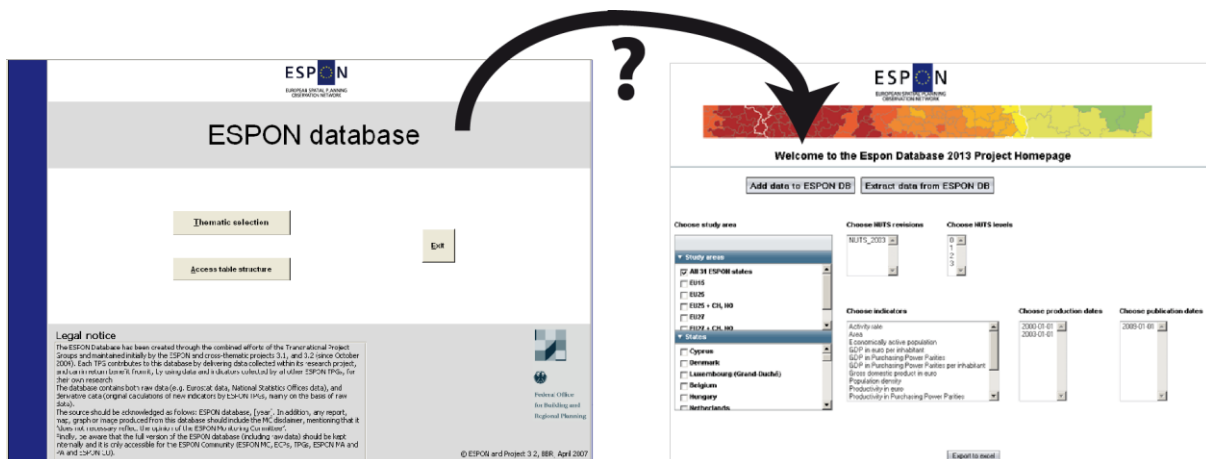 ?
ESPON
EUROPEAN SPATIAL PLANNING
OBSERVATION NETWORK
ESPON database
Thematic selection
Access table structure
Exit
Legal notice
The ESPON Database has been created through the combined efforts of the Transnational Project
Groups and maintained initially by the ESPON and cross-thematic projects 3.1, and 3.2 (since October
2004). Each TPG contributes to this database by delivering data collected within its research project,
and can in return benefit from it, by using data and indicators collected by all other ESPON TPGs, for
their own research
The database contains both raw data (e.g. Eurostat data, National Statistics Offices data), and
derivative data (original calculations of new indicators by ESPON TPGs, mainly on the basis of raw
data).
The source should be acknowledged as follows: ESPON database, [year]. In addition, any report,
map, graph or image produced from this database should include the MC disclaimer, mentioning that it
"does not necessary reflect the opinion of the ESPON Monitoring Committee".
Finally, be aware that the full version of the ESPON database (including raw data) should be kept
internally and it is only accessible for the ESPON Community (ESPON MC, ECPs, TPGs, ESPON MA and
PA and ESPON CU).
Federal Office
for Building and
Regional Planning
© ESPON and Project 3.2, BBR, April 2007
ESPON
EUROPEAN SPATIAL PLANNING
OBSERVATION NETWORK
Welcome to the Espon Database 2013 Project Homepage
Add data to ESPON DB
Extract data from ESPON DB
Choose study area
Study areas
All 31 ESPON states
EU15
EU25
EU25 + CH, NO
EU27
EU27 + CH, NO
States
Cyprus
Denmark
Luxembourg (Grand-Duché)
Belgium
Hungary
Netherlands
Choose NUTS revisions
NUTS_2003
Choose NUTS levels
0
1
2
3
Choose indicators
Activity rate
Area
Economically active population
GDP in euro per inhabitant
GDP in Purchasing Power Parities
GDP in Purchasing Power Parities per inhabitant
Gross domestic product in euro
Population density
Productivity in euro
Productivity in Purchasing Power Parities
Choose production dates
2000-01-01
2003-01-01
Choose publication dates
2009-01-01
Export to excel